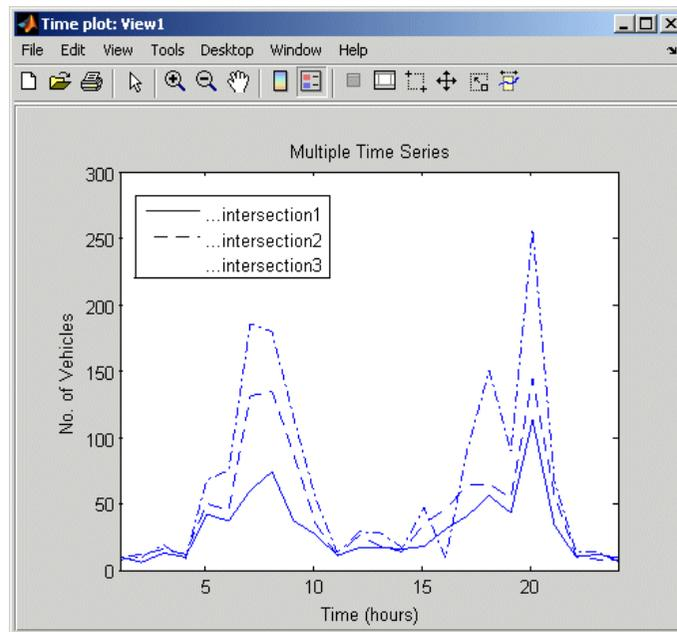 Time plot: View1
File Edit View Tools Desktop Window Help
Multiple Time Series
300
250
200
150
100
50
0
No. of Vehicles
...intersection1
...intersection2
...intersection3
5 10 15 20
Time (hours)